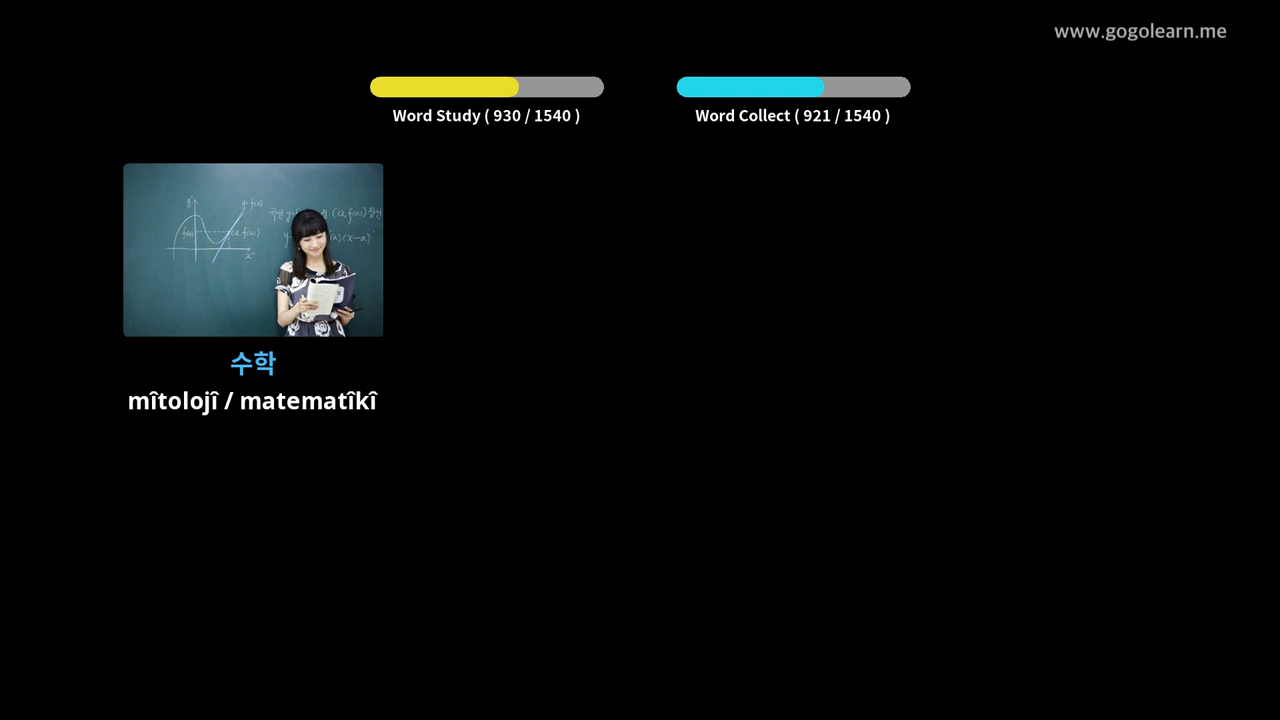 www.gogolearn.me
Word Study ( 930 / 1540 )
Word Collect ( 921 / 1540 )
y=f(x)
f(a)
(a, f(a))
x
수학
mîtolojî / matematîkî